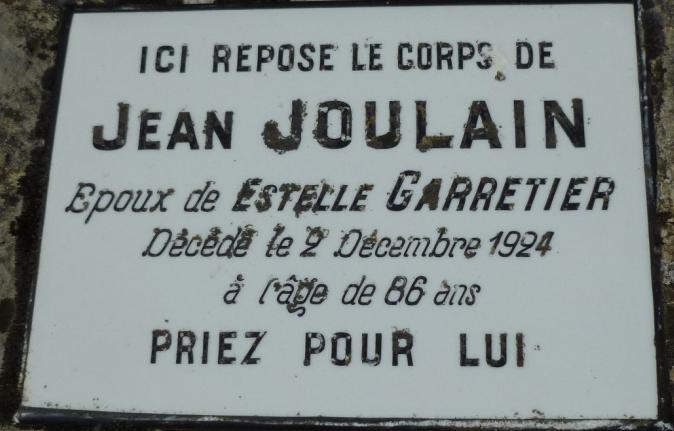 ICI REPOSE LE CORPS DE
JEAN JOULAIN
Epoux de ESTELLE GARRETIER
Décédé le 2 Décembre 1924
à l'âge de 86 ans
PRIEZ POUR LUI